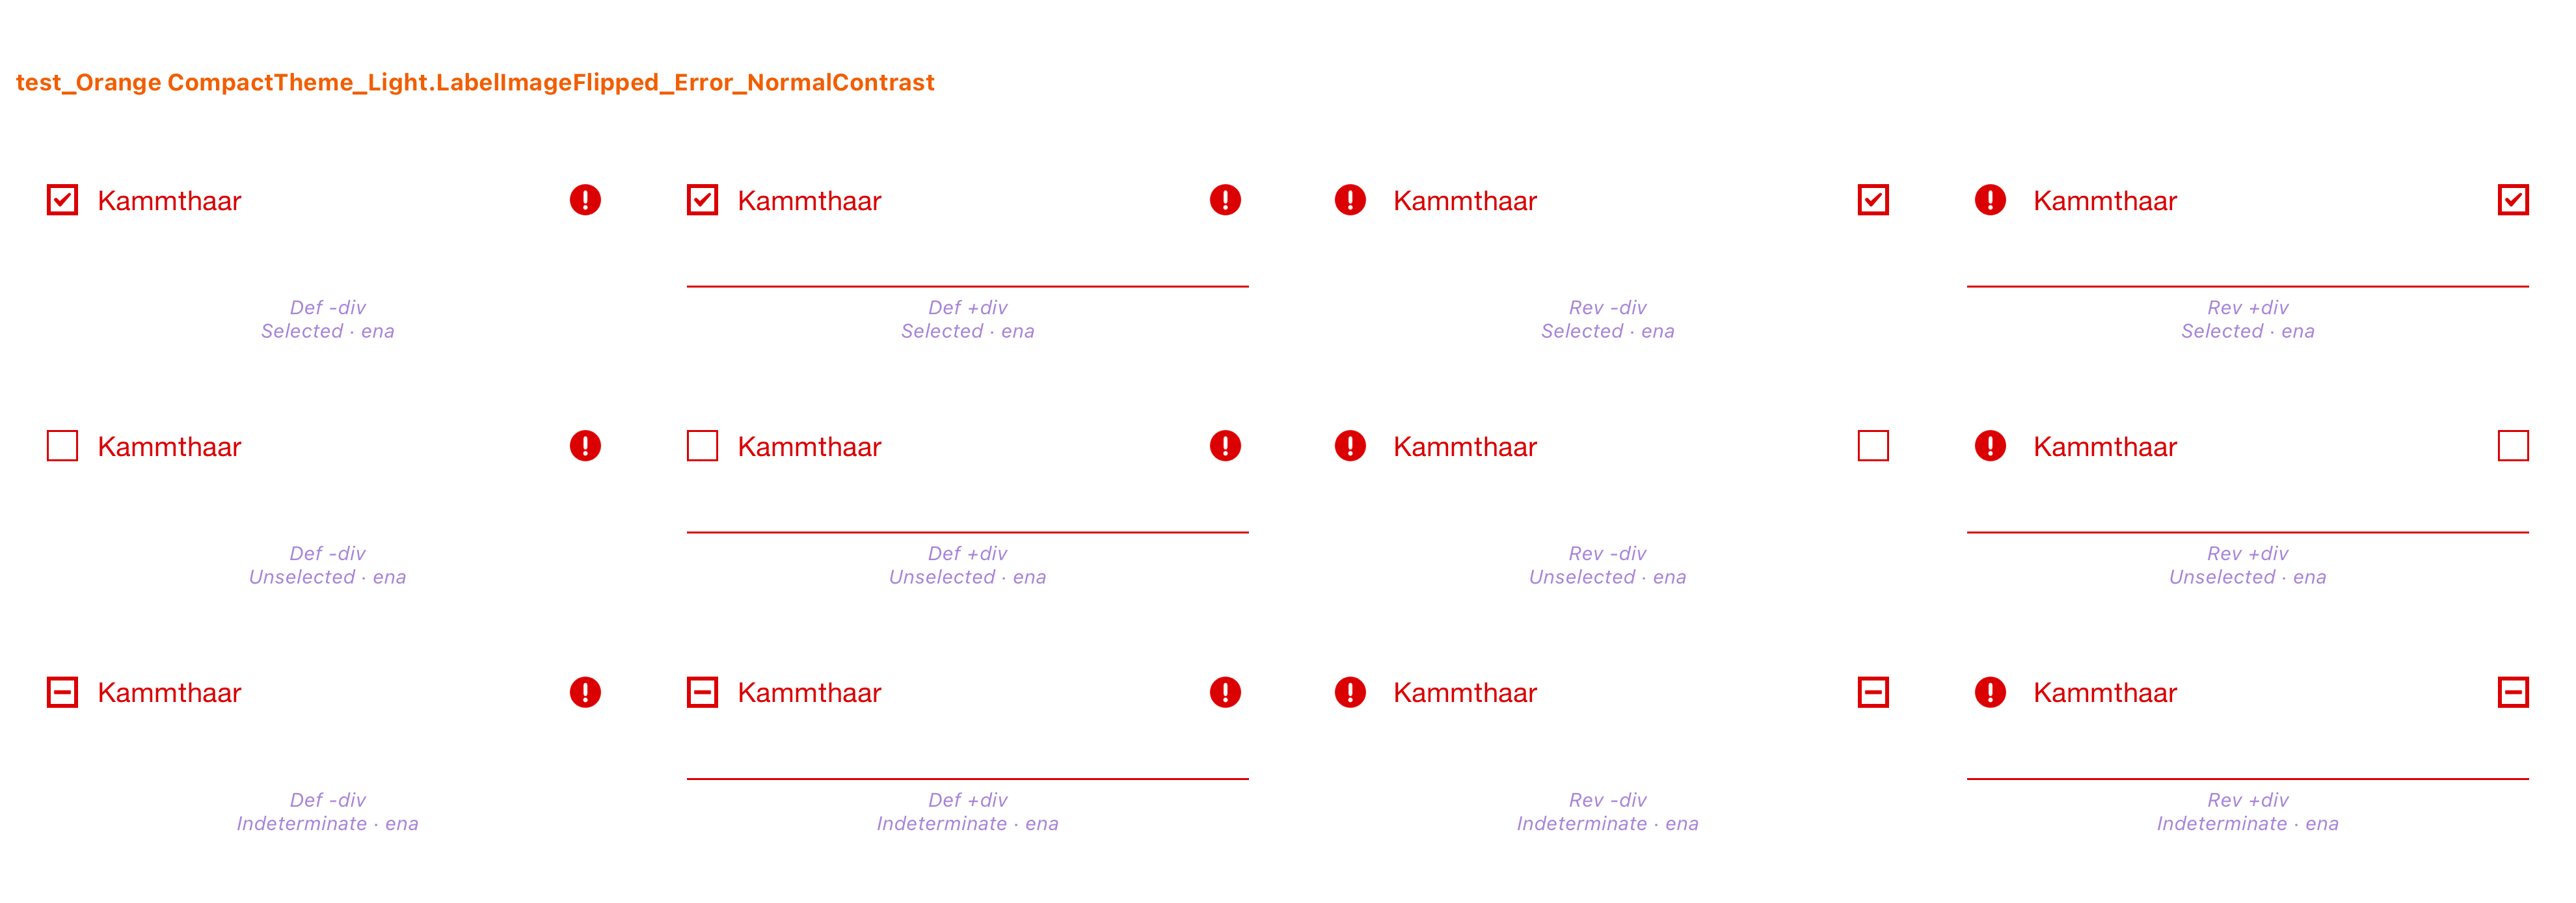 test_Orange CompactTheme_Light.LabelImageFlipped_Error_NormalContrast
Kammthaar
Kammthaar
Kammthaar
Kammthaar
Def -div
Selected · ena
Def +div
Selected · ena
Rev -div
Selected · ena
Rev +div
Selected · ena
Kammthaar
Kammthaar
Kammthaar
Kammthaar
Def -div
Unselected · ena
Def +div
Unselected · ena
Rev -div
Unselected · ena
Rev +div
Unselected · ena
Kammthaar
Kammthaar
Kammthaar
Kammthaar
Def -div
Indeterminate · ena
Def +div
Indeterminate · ena
Rev -div
Indeterminate · ena
Rev +div
Indeterminate · ena